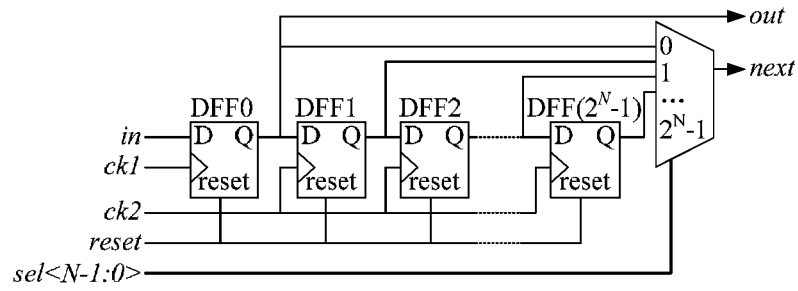 out
0
next
1
DFF0 DFF1 DFF2 DFF(2^N-1)
...
2^N-1
in D Q D Q D Q D Q
ck1
reset reset reset reset
ck2
reset
sel<N-1:0>